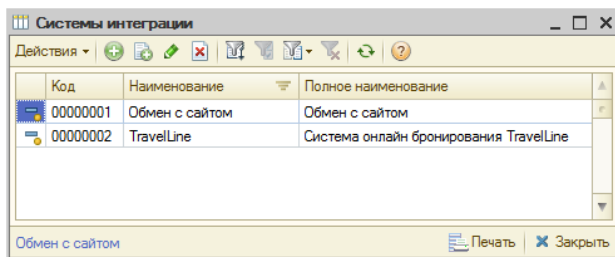 Системы интеграции
Действия
Код Наименование Полное наименование
00000001 Обмен с сайтом Обмен с сайтом
00000002 TravelLine Система онлайн бронирования TravelLine
Обмен с сайтом Печать Закрыть